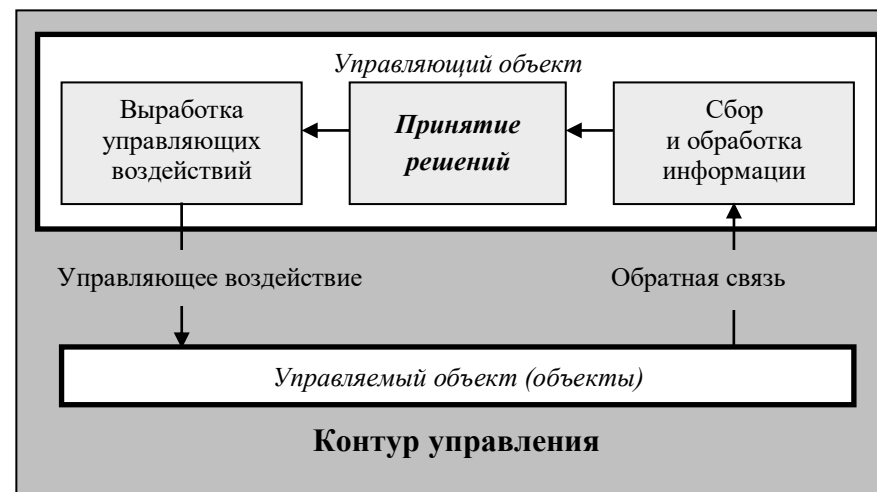 Управляющий объект
Выработка
управляющих
воздействий
Принятие
решений
Сбор
и обработка
информации
Управляющее воздействие
Обратная связь
Управляемый объект (объекты)
Контур управления